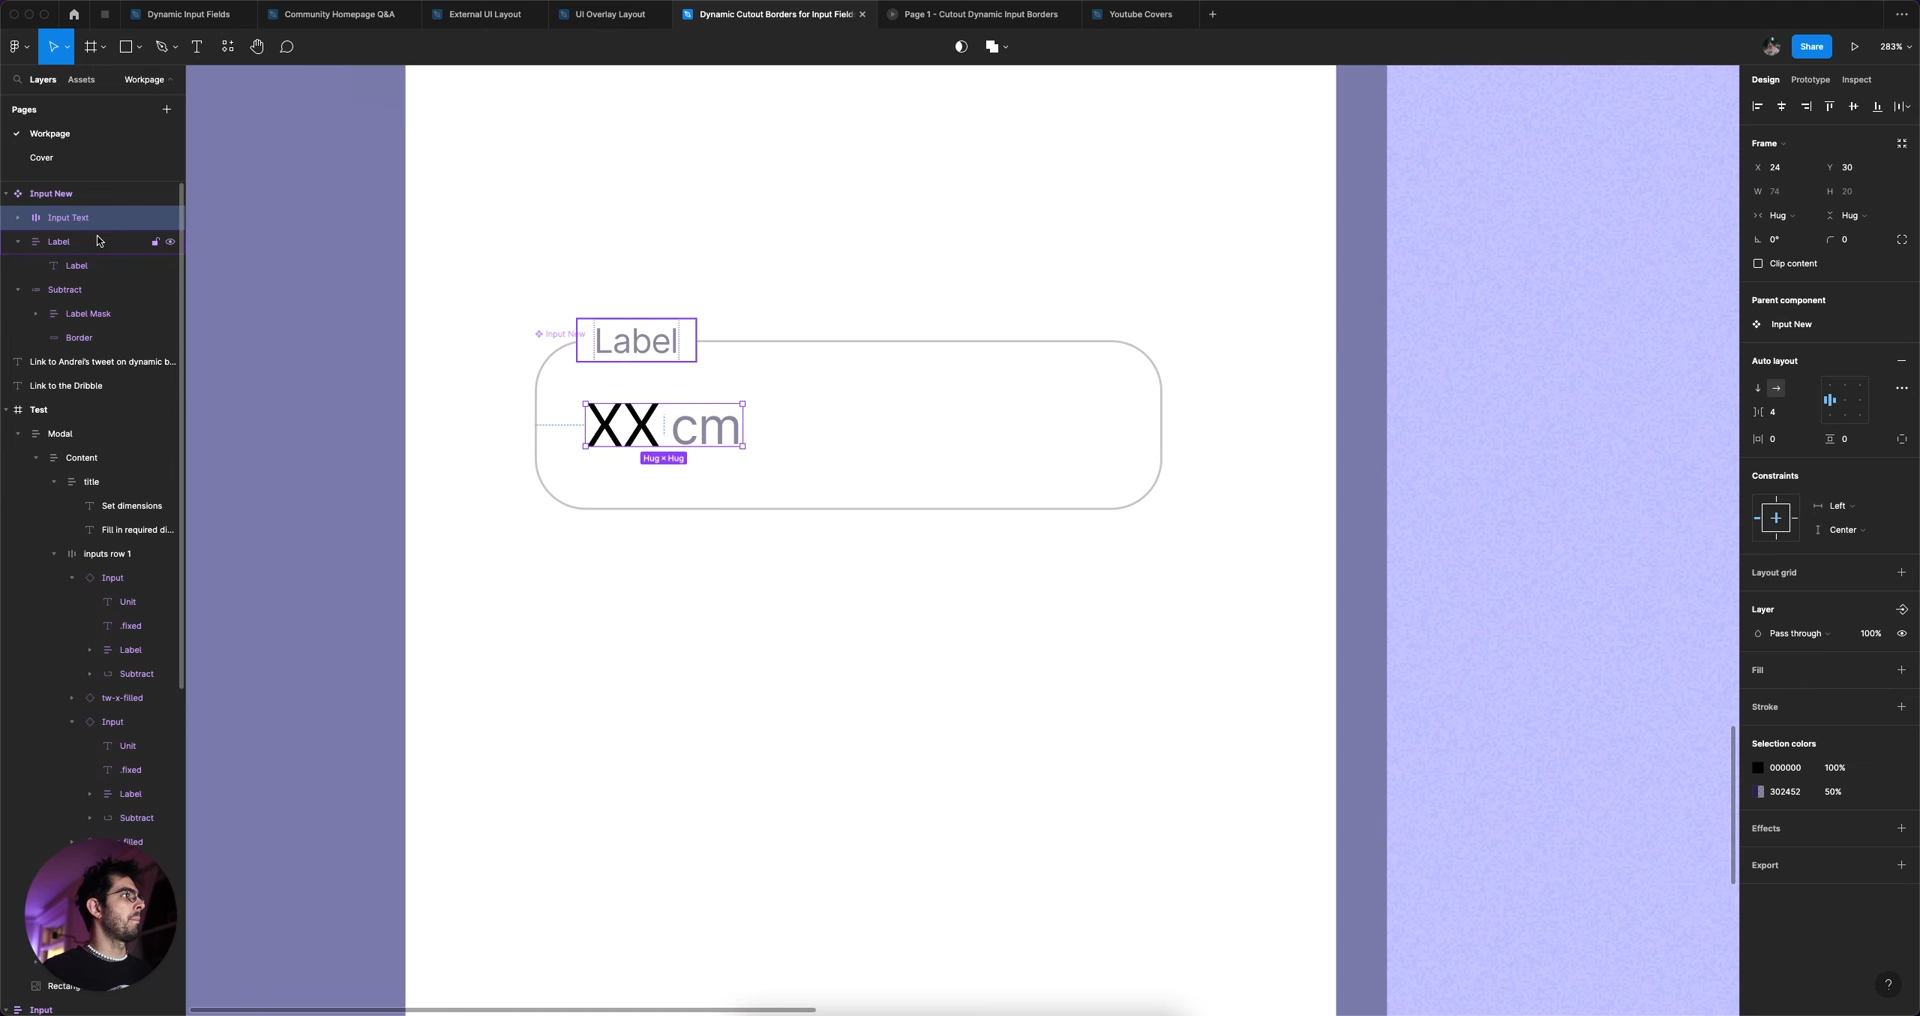 Dynamic Input Fields
Community Homepage Q&A
External UI Layout
UI Overlay Layout
Dynamic Cutout Borders for Input Field
Page 1 - Cutout Dynamic Input Borders
Youtube Covers
Share
283%
Layers
Assets
Workpage
Pages
Workpage
Cover
Input New
Input Text
Label
Label
Subtract
Label Mask
Border
Link to Andrei's tweet on dynamic b...
Link to the Dribble
Test
Modal
Content
title
Set dimensions
Fill in required di...
inputs row 1
Input
Unit
.fixed
Label
Subtract
tw-x-filled
Input
Unit
.fixed
Label
Subtract
filled
Rectang
Input
Input New
Label
XX cm
Hug × Hug
Design
Prototype
Inspect
Frame
X 24
Y 30
W 74
H 20
Hug
Hug
0°
0
Clip content
Parent component
Input New
Auto layout
4
0
0
Constraints
Left
Center
Layout grid
Layer
Pass through
100%
Fill
Stroke
Selection colors
000000 100%
302452 50%
Effects
Export
?